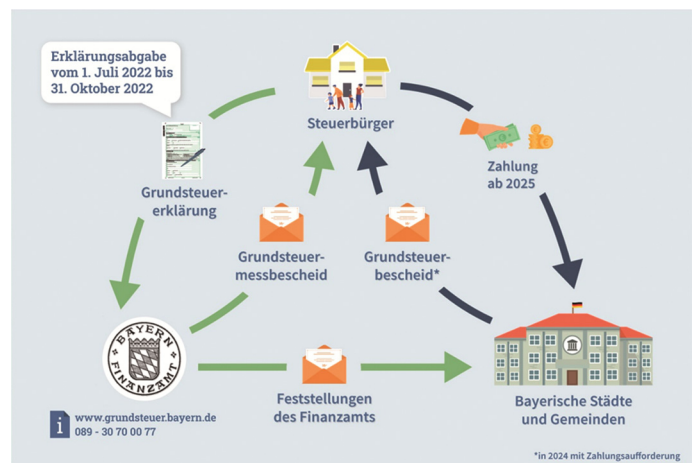 Erklärungsabgabe
vom 1. Juli 2022 bis
31. Oktober 2022
Steuerbürger
Zahlung
ab 2025
Grundsteuer-
erklärung
Grundsteuer-
messbescheid
Grundsteuer-
bescheid*
BAYERN
FINANZAMT
Feststellungen
des Finanzamts
Bayerische Städte
und Gemeinden
i
www.grundsteuer.bayern.de
089 - 30 70 00 77
*in 2024 mit Zahlungsaufforderung